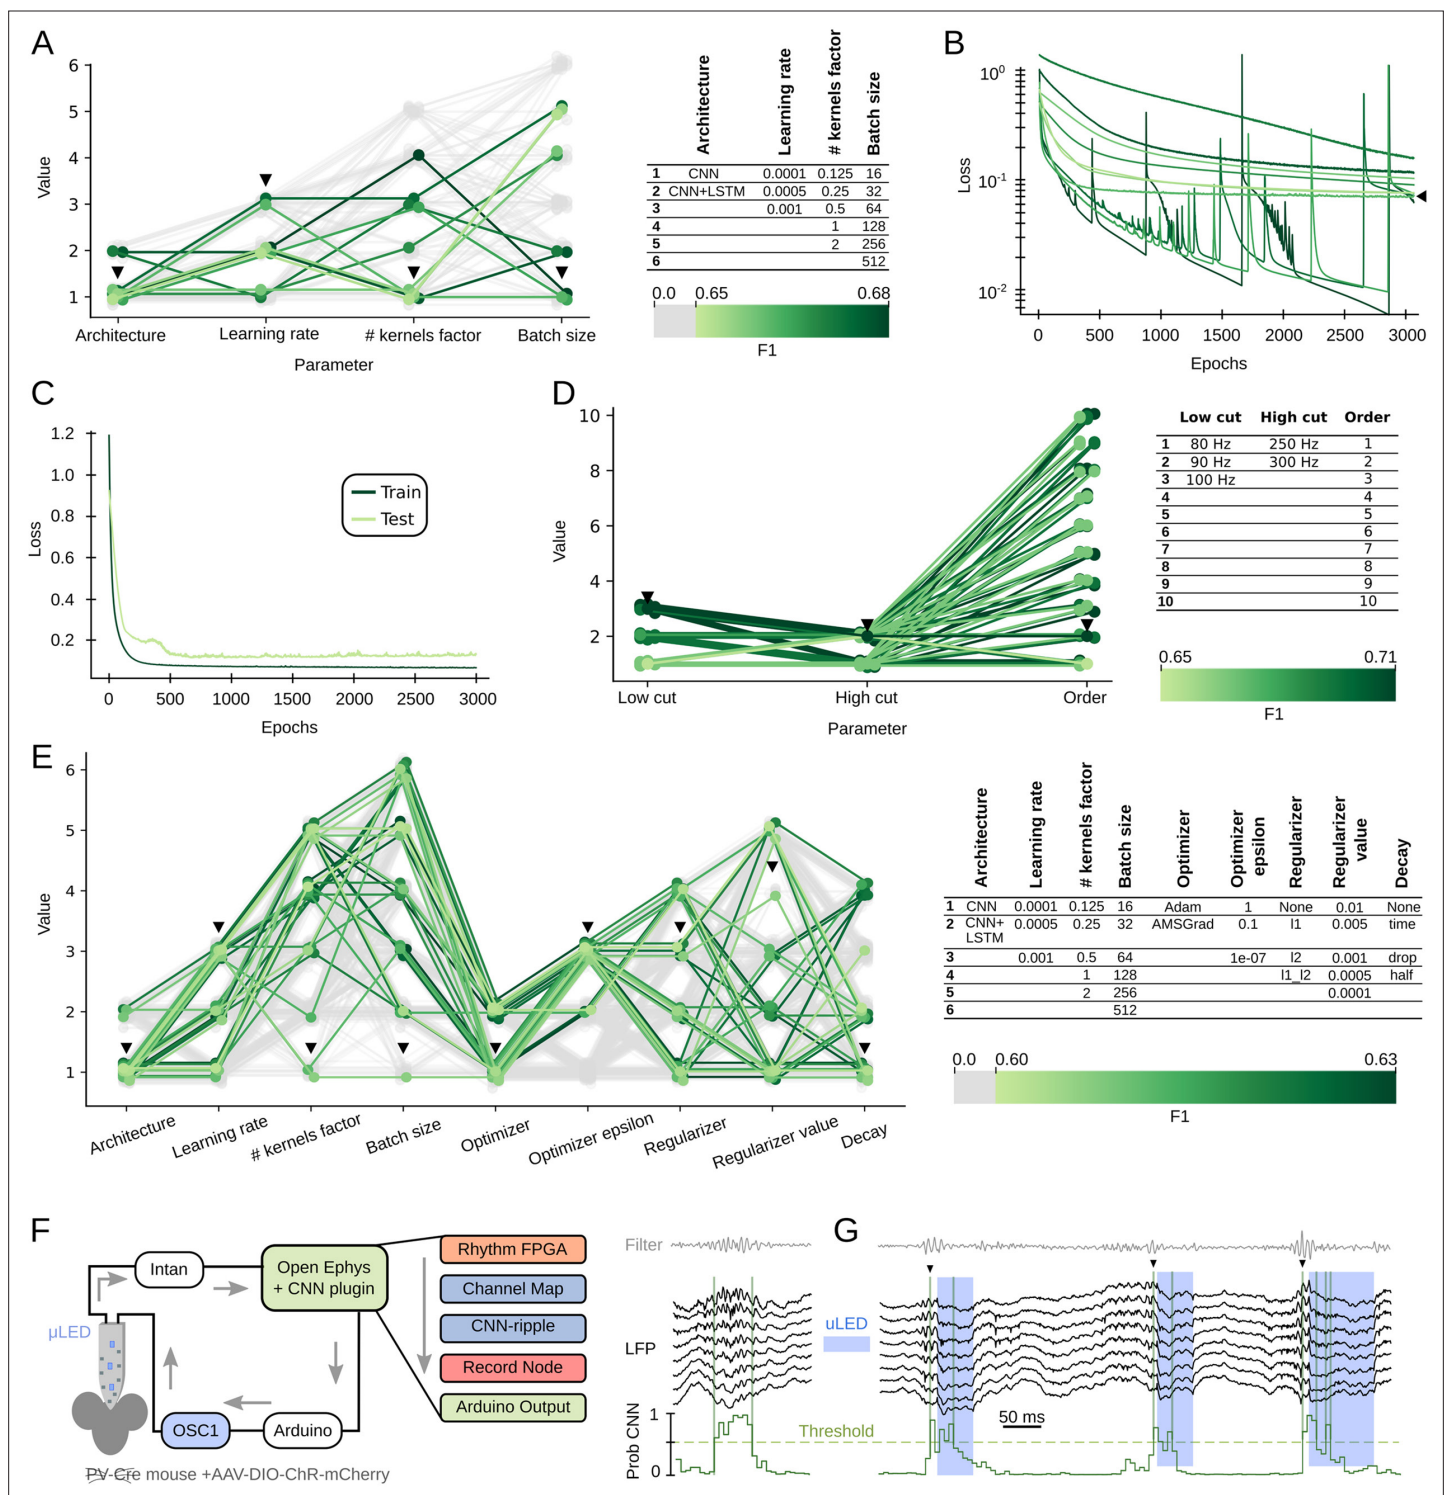 A
6
5
4
3
2
1
Value
Architecture
Learning rate
# kernels factor
Batch size
Parameter
Architecture
Learning rate
# kernels factor
Batch size
1 CNN 0.0001 0.125 16
2 CNN+LSTM 0.0005 0.25 32
3 0.001 0.5 64
4 1 128
5 2 256
6 512
0.0 0.65 0.68
F1
B
10⁰
10⁻¹
10⁻²
Loss
0 500 1000 1500 2000 2500 3000
Epochs
C
1.2
1.0
0.8
0.6
0.4
0.2
Loss
Train
Test
0 500 1000 1500 2000 2500 3000
Epochs
D
10
8
6
4
2
Value
Low cut
High cut
Order
Parameter
Low cut High cut Order
1 80 Hz 250 Hz 1
2 90 Hz 300 Hz 2
3 100 Hz 3
4 4
5 5
6 6
7 7
8 8
9 9
10 10
0.65 0.71
F1
E
6
5
4
3
2
1
Value
Architecture
Learning rate
# kernels factor
Batch size
Optimizer
Optimizer epsilon
Regularizer
Regularizer value
Decay
Architecture
Learning rate
# kernels factor
Batch size
Optimizer
Optimizer
epsilon
Regularizer
Regularizer
value
Decay
1 CNN 0.0001 0.125 16 Adam 1 None 0.01 None
2 CNN+ 0.0005 0.25 32 AMSGrad 0.1 l1 0.005 time
LSTM
3 0.001 0.5 64 1e-07 l2 0.001 drop
4 1 128 l1_l2 0.0005 half
5 2 256 0.0001
6 512
0.0 0.60 0.63
F1
F
Intan
Open Ephys
+ CNN plugin
µLED
OSC1
Arduino
PV-Cre mouse +AAV-DIO-ChR-mCherry
Rhythm FPGA
Channel Map
CNN-ripple
Record Node
Arduino Output
G
Filter
LFP
uLED
1
0
Prob CNN
Threshold
50 ms